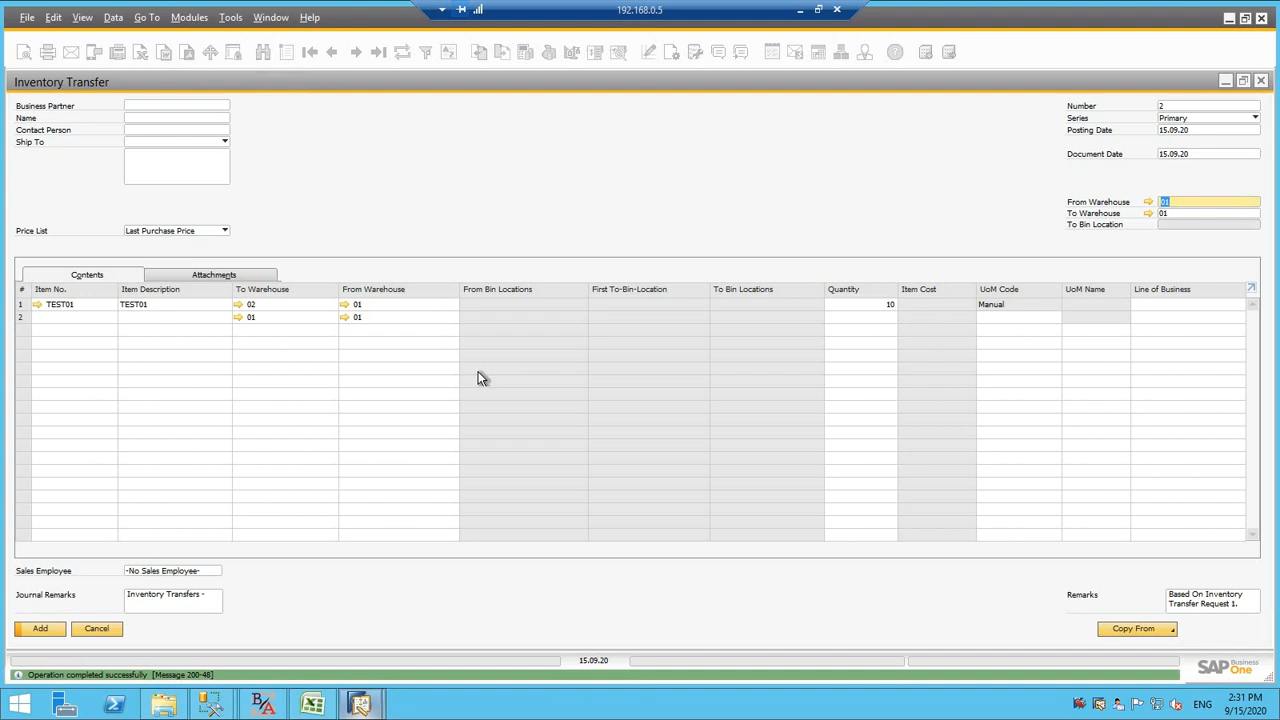 192.168.0.5
File Edit View Data Go To Modules Tools Window Help
Inventory Transfer
Business Partner
Name
Contact Person
Ship To
Price List Last Purchase Price
Number 2
Series Primary
Posting Date 15.09.20
Document Date 15.09.20
From Warehouse 01
To Warehouse 01
To Bin Location
Contents Attachments
# Item No. Item Description To Warehouse From Warehouse From Bin Locations First To-Bin-Location To Bin Locations Quantity Item Cost UoM Code UoM Name Line of Business
1 TEST01 TEST01 02 01 10 Manual
2 01 01
Sales Employee -No Sales Employee-
Journal Remarks Inventory Transfers -
Remarks Based On Inventory
Transfer Request 1.
Add Cancel Copy From
15.09.20
Operation completed successfully [Message 200-48]
SAP Business
One
ENG 2:31 PM
9/15/2020